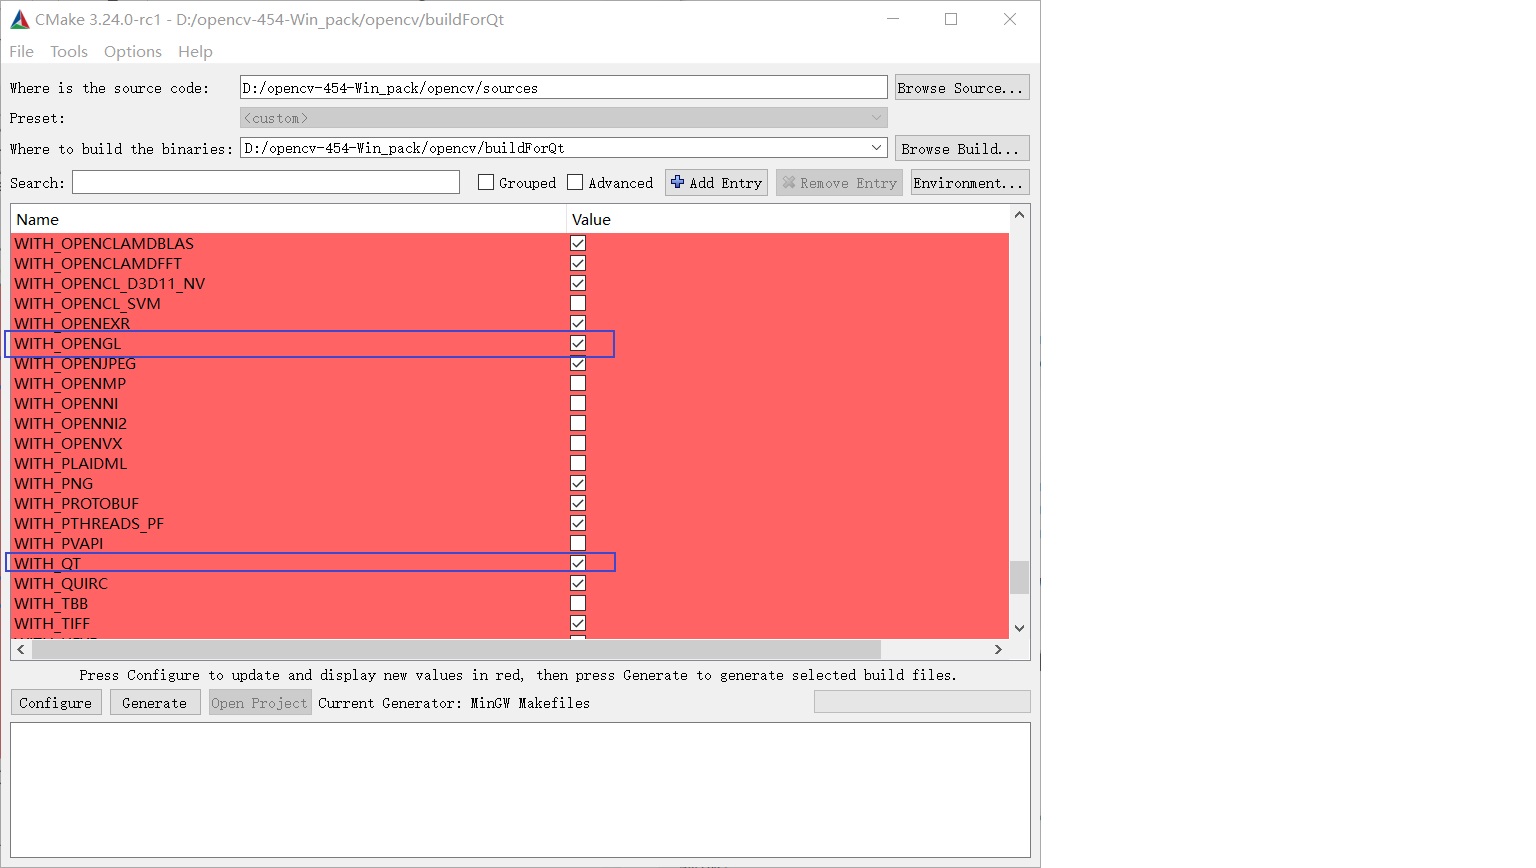 CMake 3.24.0-rc1 - D:/opencv-454-Win_pack/opencv/buildForQt
File Tools Options Help
Where is the source code: D:/opencv-454-Win_pack/opencv/sources Browse Source...
Preset: <custom>
Where to build the binaries: D:/opencv-454-Win_pack/opencv/buildForQt Browse Build...
Search: Grouped Advanced Add Entry Remove Entry Environment...
Name Value
WITH_OPENCLAMDBLAS
WITH_OPENCLAMDFFT
WITH_OPENCL_D3D11_NV
WITH_OPENCL_SVM
WITH_OPENEXR
WITH_OPENGL
WITH_OPENJPEG
WITH_OPENMP
WITH_OPENNI
WITH_OPENNI2
WITH_OPENVX
WITH_PLAIDML
WITH_PNG
WITH_PROTOBUF
WITH_PTHREADS_PF
WITH_PVAPI
WITH_QT
WITH_QUIRC
WITH_TBB
WITH_TIFF
Press Configure to update and display new values in red, then press Generate to generate selected build files.
Configure Generate Open Project Current Generator: MinGW Makefiles